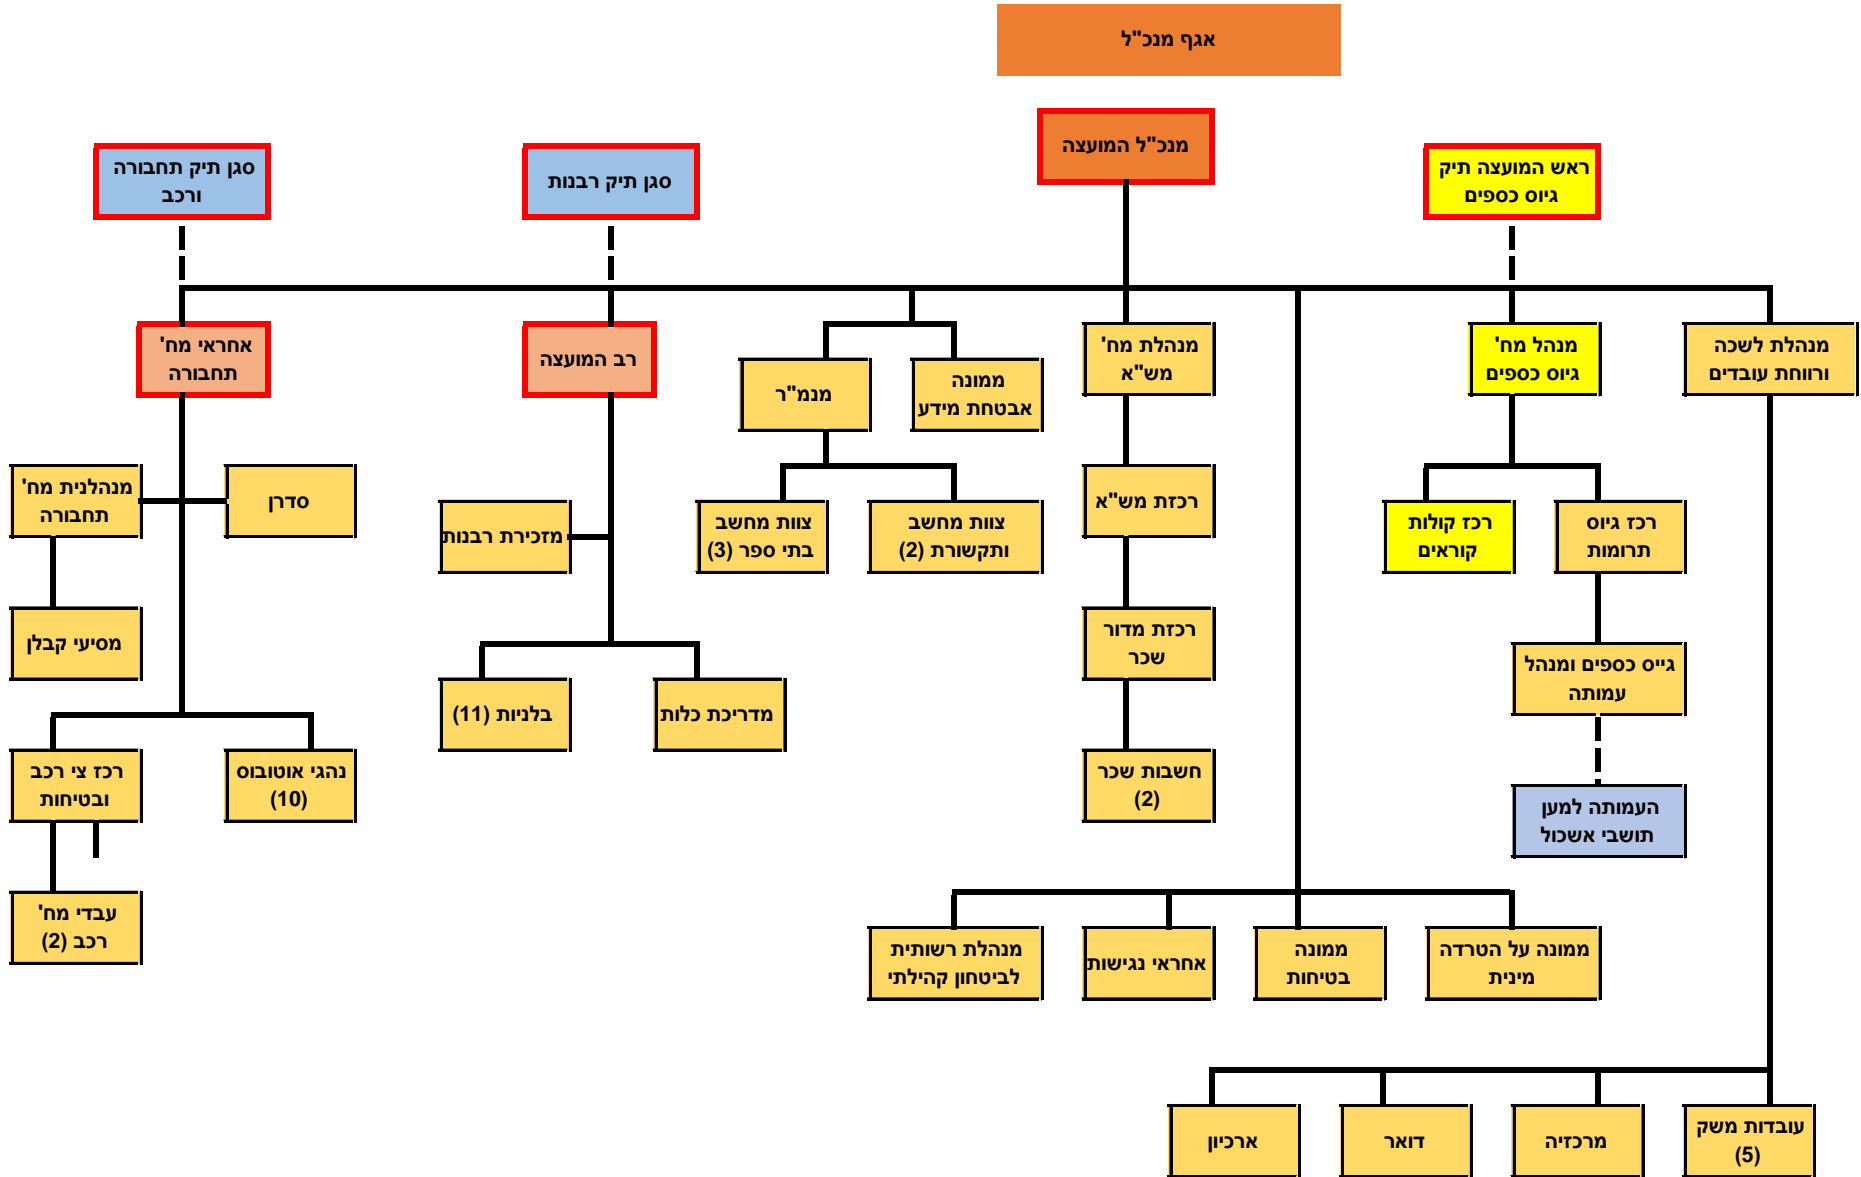 אגף מנכ"ל
מנכ"ל המועצה
ראש המועצה תיק
גיוס כספים
סגן תיק רבנות
סגן תיק תחבורה
ורכב
מנהלת לשכה
ורווחת עובדים
מנהל מח'
גיוס כספים
מנהלת מח'
מש"א
ממונה
אבטחת מידע
מנמ"ר
רב המועצה
אחראי מח'
תחבורה
רכז גיוס
תרומות
רכז קולות
קוראים
רכזת מש"א
צוות מחשב
ותקשורת (2)
צוות מחשב
בתי ספר (3)
מזכירת רבנות
סדרן
מנהלנית מח'
תחבורה
גייס כספים ומנהל
עמותה
רכזת מדור
שכר
מסיעי קבלן
מדריכת כלות
בלניות (11)
העמותה למען
תושבי אשכול
חשבות שכר
(2)
נהגי אוטובוס
(10)
רכז צי רכב
ובטיחות
עבדי מח'
רכב (2)
ממונה על הטרדה
מינית
ממונה
בטיחות
אחראי נגישות
מנהלת רשותית
לביטחון קהילתי
עובדות משק
(5)
מרכזיה
דואר
ארכיון